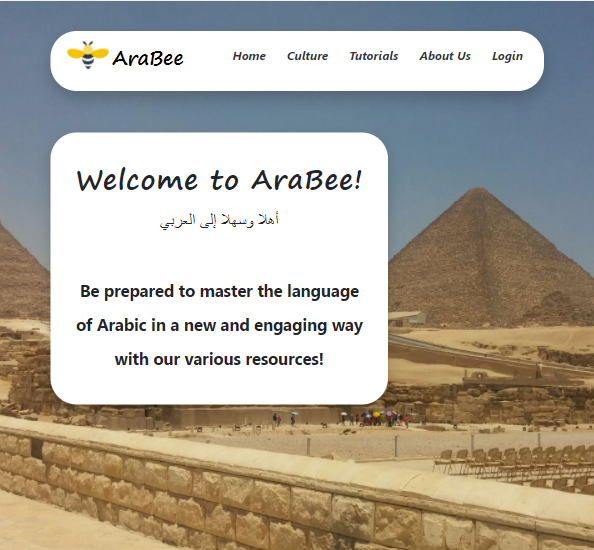 AraBee
Home Culture Tutorials About Us Login
Welcome to AraBee!
أهلا وسهلا إلى العربي
Be prepared to master the language
of Arabic in a new and engaging way
with our various resources!